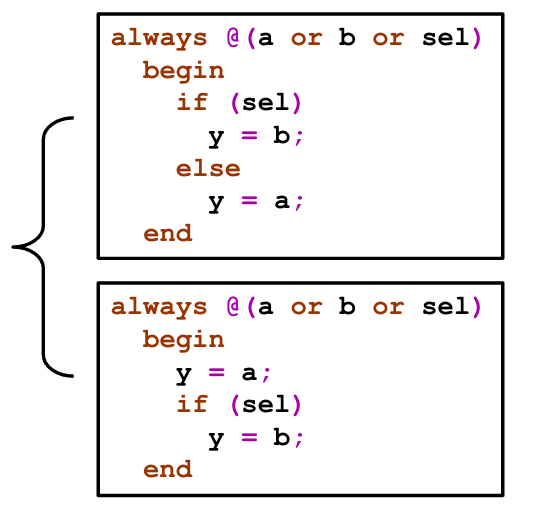 always @(a or b or sel)
begin
if (sel)
y = b;
else
y = a;
end
always @(a or b or sel)
begin
y = a;
if (sel)
y = b;
end